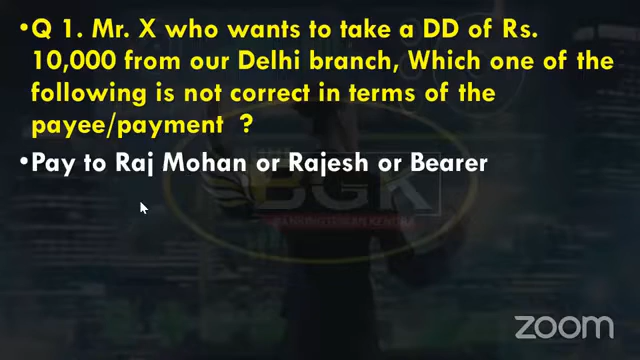 •Q 1. Mr. X who wants to take a DD of Rs.
10,000 from our Delhi branch, Which one of the
following is not correct in terms of the
payee/payment ?
•Pay to Raj Mohan or Rajesh or Bearer
BGK
zoom